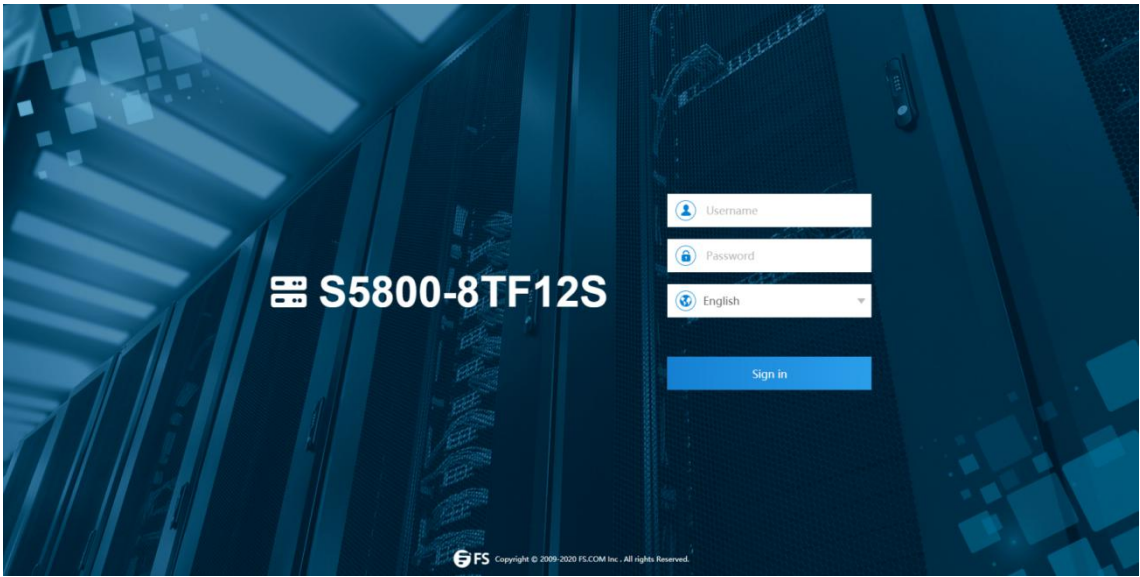 S5800-8TF12S
Username
Password
English
Sign in
FS Copyright © 2009-2020 FS.COM Inc . All rights Reserved.